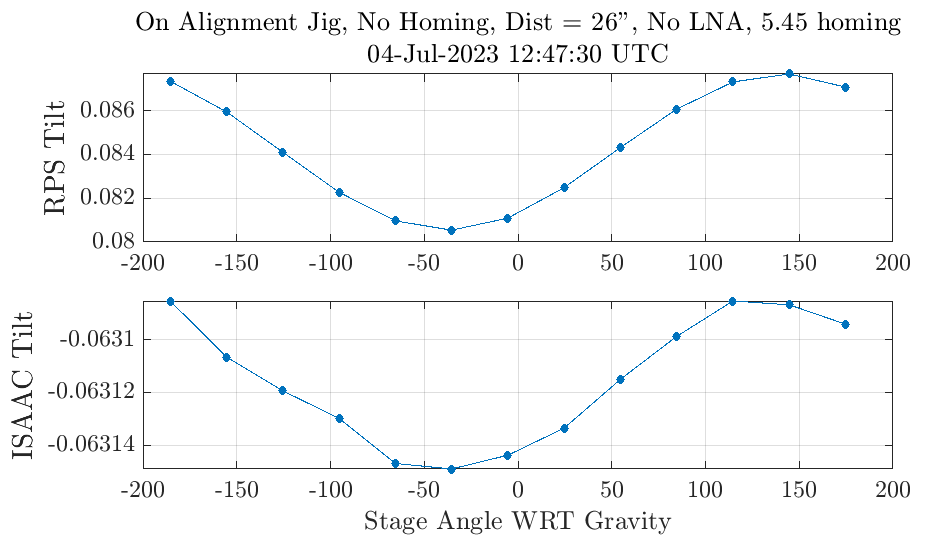 On Alignment Jig, No Homing, Dist = 26”, No LNA, 5.45 homing
04-Jul-2023 12:47:30 UTC
RPS Tilt
0.086
0.084
0.082
0.08
-200 -150 -100 -50 0 50 100 150 200
ISAAC Tilt
-0.0631
-0.06312
-0.06314
-200 -150 -100 -50 0 50 100 150 200
Stage Angle WRT Gravity